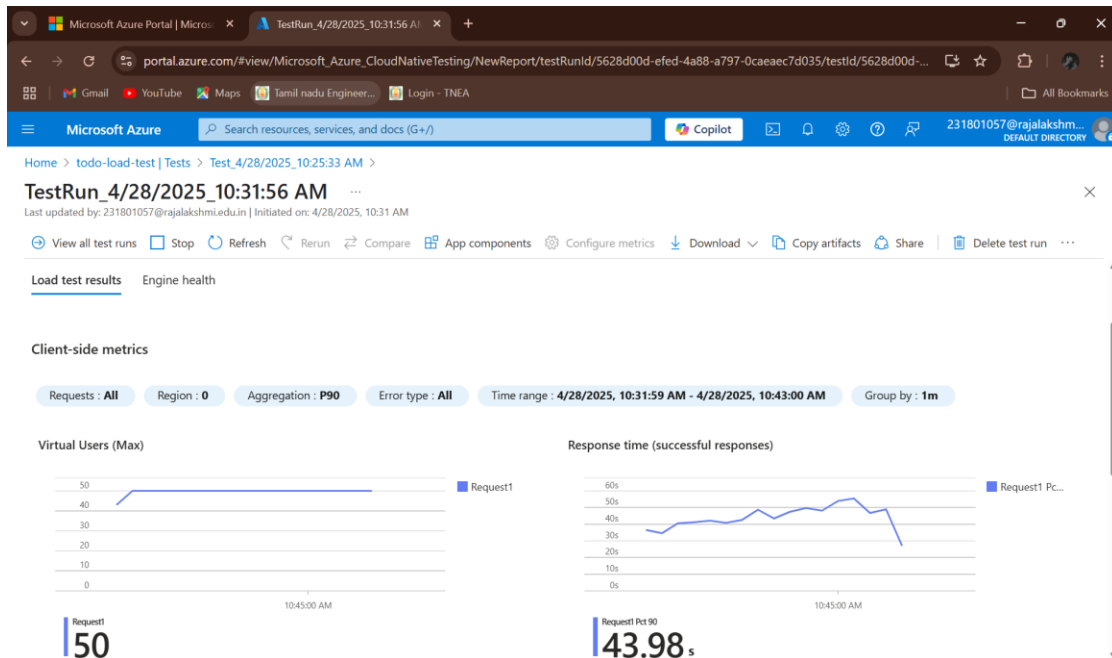 Microsoft Azure Portal | Micros
TestRun_4/28/2025_10:31:56 A
portal.azure.com/#view/Microsoft_Azure_CloudNativeTesting/NewReport/testRunId/5628d00d-efed-4a88-a797-0caeaec7d035/testId/5628d00d-...
Gmail YouTube Maps Tamil nadu Engineer... Login - TNEA All Bookmarks
Microsoft Azure Search resources, services, and docs (G+/) Copilot 231801057@rajalakshm...
DEFAULT DIRECTORY
Home > todo-load-test | Tests > Test_4/28/2025_10:25:33 AM >
TestRun_4/28/2025_10:31:56 AM ...
Last updated by: 231801057@rajalakshmi.edu.in | Initiated on: 4/28/2025, 10:31 AM
View all test runs Stop Refresh Rerun Compare App components Configure metrics Download Copy artifacts Share Delete test run ...
Load test results Engine health
Client-side metrics
Requests : All Region : 0 Aggregation : P90 Error type : All Time range : 4/28/2025, 10:31:59 AM - 4/28/2025, 10:43:00 AM Group by : 1m
Virtual Users (Max)
50
40
30
20
10
0
10:45:00 AM
Request1
Request1
50
Response time (successful responses)
60s
50s
40s
30s
20s
10s
0s
10:45:00 AM
Request1 Pc...
Request1 Pct 90
43.98 s